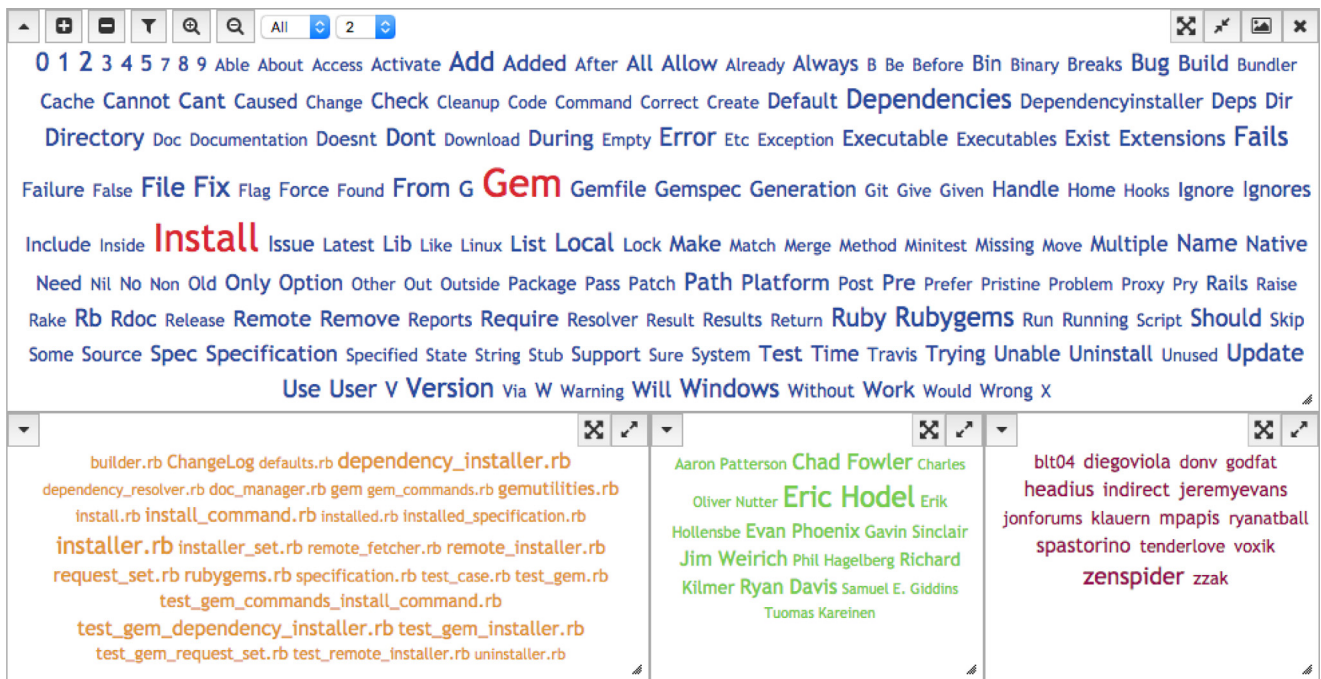 All 2
0 1 2 3 4 5 7 8 9 Able About Access Activate Add Added After All Allow Already Always B Be Before Bin Binary Breaks Bug Build Bundler
Cache Cannot Cant Caused Change Check Cleanup Code Command Correct Create Default Dependencies Dependencyinstaller Deps Dir
Directory Doc Documentation Doesnt Dont Download During Empty Error Etc Exception Executable Executables Exist Extensions Fails
Failure False File Fix Flag Force Found From G Gem Gemfile Gemspec Generation Git Give Given Handle Home Hooks Ignore Ignores
Include Inside Install Issue Latest Lib Like Linux List Local Lock Make Match Merge Method Minitest Missing Move Multiple Name Native
Need Nil No Non Old Only Option Other Out Outside Package Pass Patch Path Platform Post Pre Prefer Pristine Problem Proxy Pry Rails Raise
Rake Rb Rdoc Release Remote Remove Reports Require Resolver Result Results Return Ruby Rubygems Run Running Script Should Skip
Some Source Spec Specification Specified State String Stub Support Sure System Test Time Travis Trying Unable Uninstall Unused Update
Use User V Version Via W Warning Will Windows Without Work Would Wrong X
builder.rb ChangeLog defaults.rb dependency_installer.rb
dependency_resolver.rb doc_manager.rb gem gem_commands.rb gemutilities.rb
install.rb install_command.rb installed.rb installed_specification.rb
installer.rb installer_set.rb remote_fetcher.rb remote_installer.rb
request_set.rb rubygems.rb specification.rb test_case.rb test_gem.rb
test_gem_commands_install_command.rb
test_gem_dependency_installer.rb test_gem_installer.rb
test_gem_request_set.rb test_remote_installer.rb uninstaller.rb
Aaron Patterson Chad Fowler Charles
Oliver Nutter Eric Hodel Erik
Hollensbe Evan Phoenix Gavin Sinclair
Jim Weirich Phil Hagelberg Richard
Kilmer Ryan Davis Samuel E. Giddins
Tuomas Kareinen
blt04 diegoviola donv godfat
headius indirect jeremyevans
jonforums klauern mpapis ryanatball
spastorino tenderlove voxik
zenspider zzak